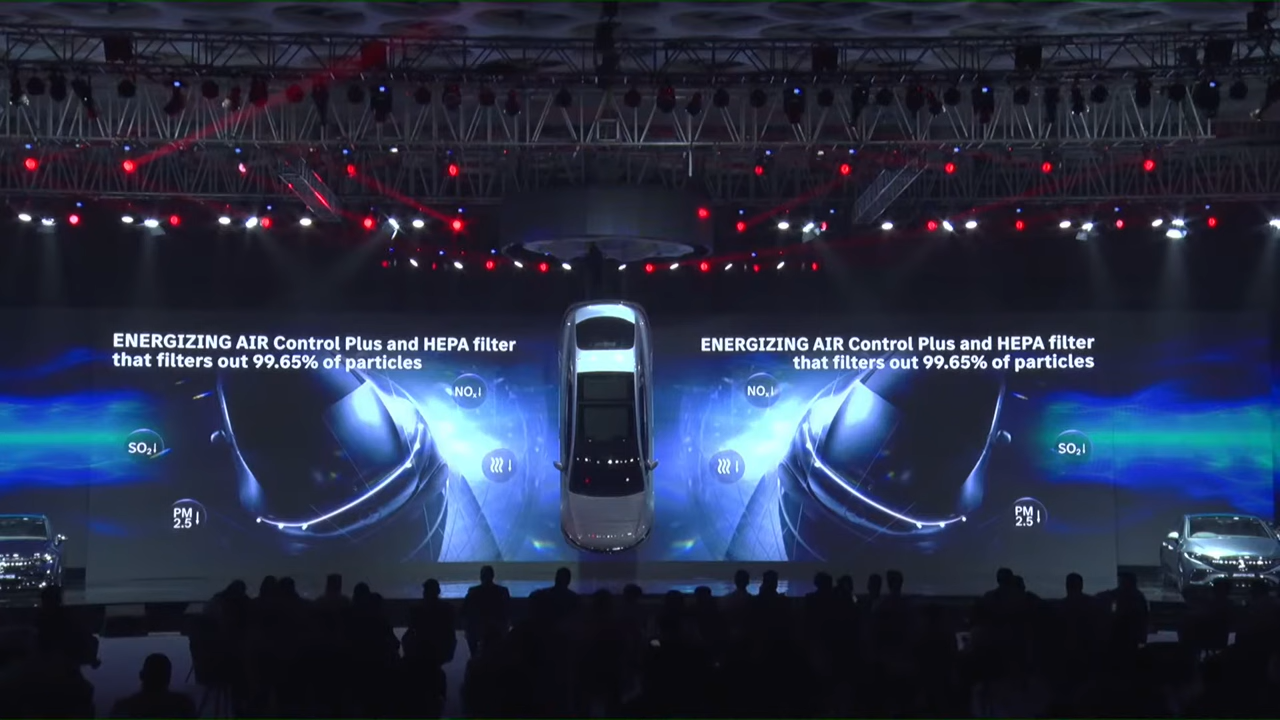 ENERGIZING AIR Control Plus and HEPA filter
that filters out 99.65% of particles
NOₓ↓
SO₂↓
PM
2.5↓
ENERGIZING AIR Control Plus and HEPA filter
that filters out 99.65% of particles
NOₓ↓
SO₂↓
PM
2.5↓